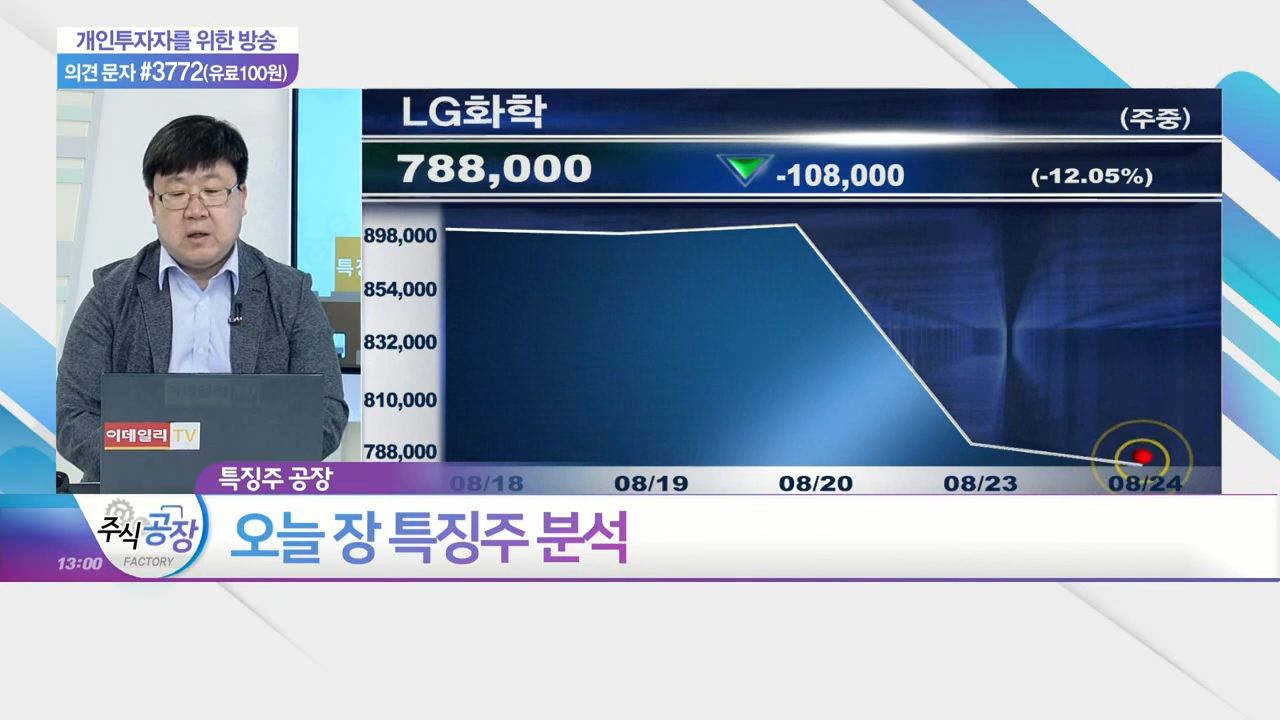 개인투자자를 위한 방송
의견 문자 #3772(유료100원)
LG화학
(주중)
788,000
-108,000
(-12.05%)
898,000
854,000
832,000
810,000
788,000
08/18
08/19
08/20
08/23
08/24
특징
이데일리 TV
특징주 공장
주식공장
FACTORY
13:00
오늘 장 특징주 분석